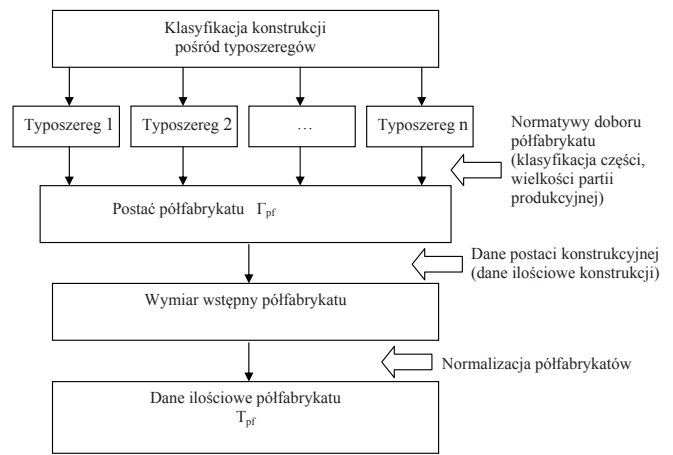 Klasyfikacja konstrukcji
pośród typoszeregów
Typoszereg 1
Typoszereg 2
...
Typoszereg n
Normatywy doboru
półfabrykatu
(klasyfikacja części,
wielkości partii
produkcyjnej)
Postać półfabrykatu Γpf
Dane postaci konstrukcyjnej
(dane ilościowe konstrukcji)
Wymiar wstępny półfabrykatu
Normalizacja półfabrykatów
Dane ilościowe półfabrykatu
Tpf